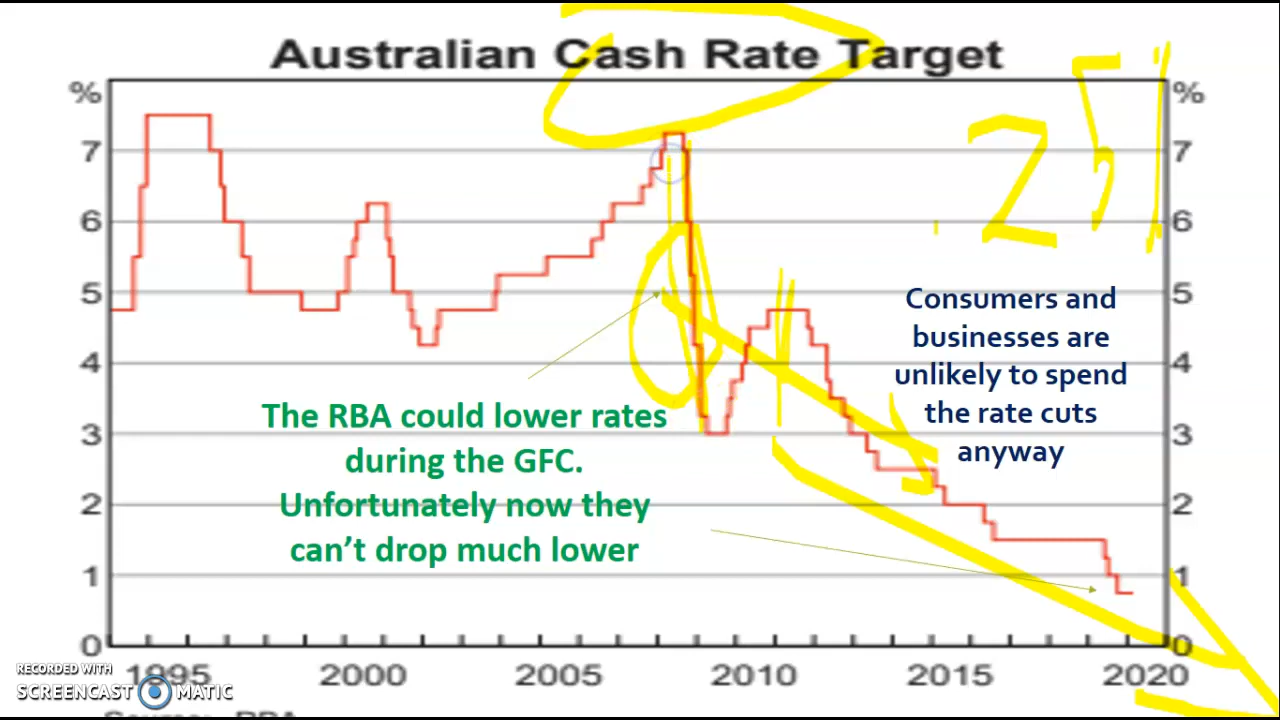 Australian Cash Rate Target
% %
7 7
6 6
5 5
4 4
3 3
2 2
1 1
0 0
1995 2000 2005 2010 2015 2020
.25
Consumers and
businesses are
unlikely to spend
the rate cuts
anyway
The RBA could lower rates
during the GFC.
Unfortunately now they
can’t drop much lower
RECORDED WITH
SCREENCAST MATIC